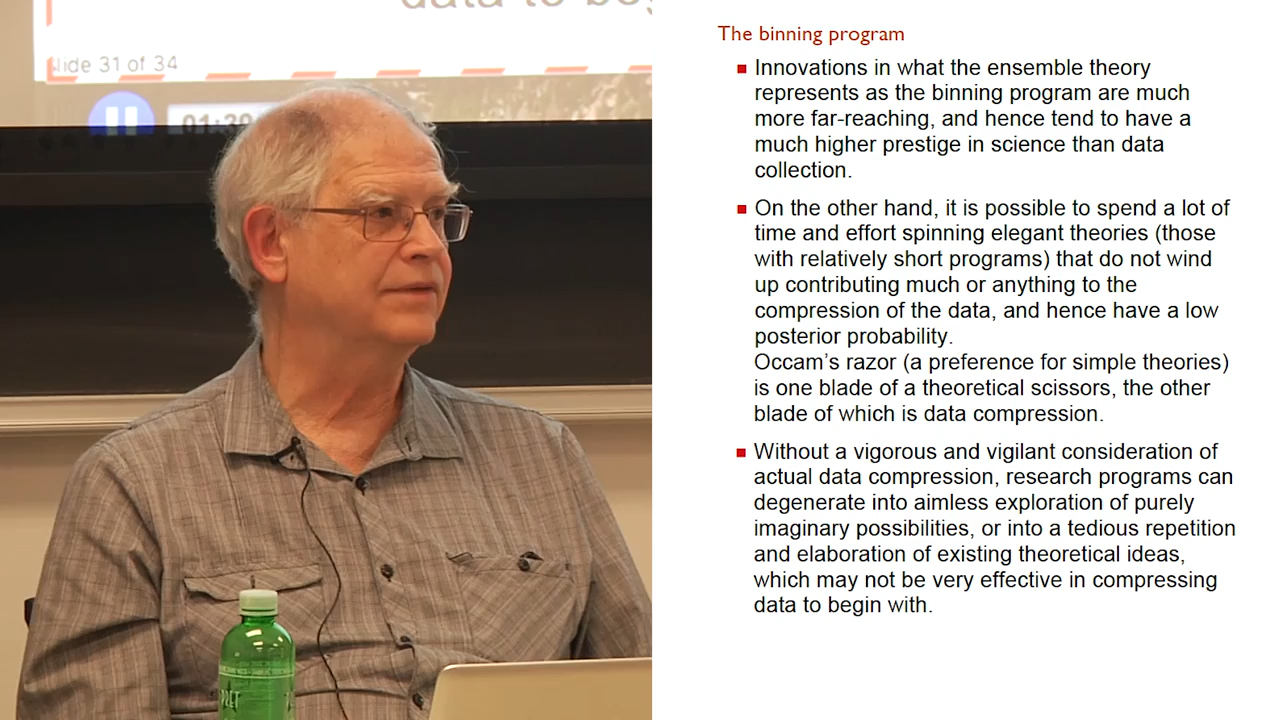 data to be
lide 31 of 34
01:39
PRET
The binning program
Innovations in what the ensemble theory
represents as the binning program are much
more far-reaching, and hence tend to have a
much higher prestige in science than data
collection.
On the other hand, it is possible to spend a lot of
time and effort spinning elegant theories (those
with relatively short programs) that do not wind
up contributing much or anything to the
compression of the data, and hence have a low
posterior probability.
Occam's razor (a preference for simple theories)
is one blade of a theoretical scissors, the other
blade of which is data compression.
Without a vigorous and vigilant consideration of
actual data compression, research programs can
degenerate into aimless exploration of purely
imaginary possibilities, or into a tedious repetition
and elaboration of existing theoretical ideas,
which may not be very effective in compressing
data to begin with.